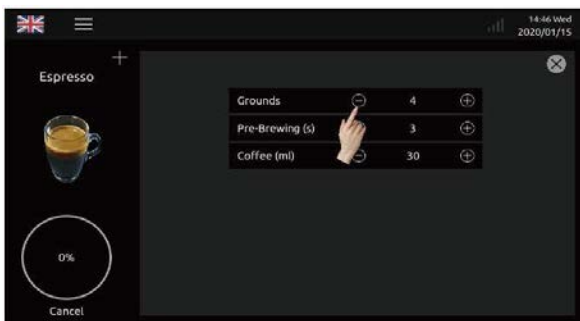 14:46 Wed
2020/01/15
Espresso
Grounds 4
Pre-Brewing (s) 3
Coffee (ml) 30
0%
Cancel